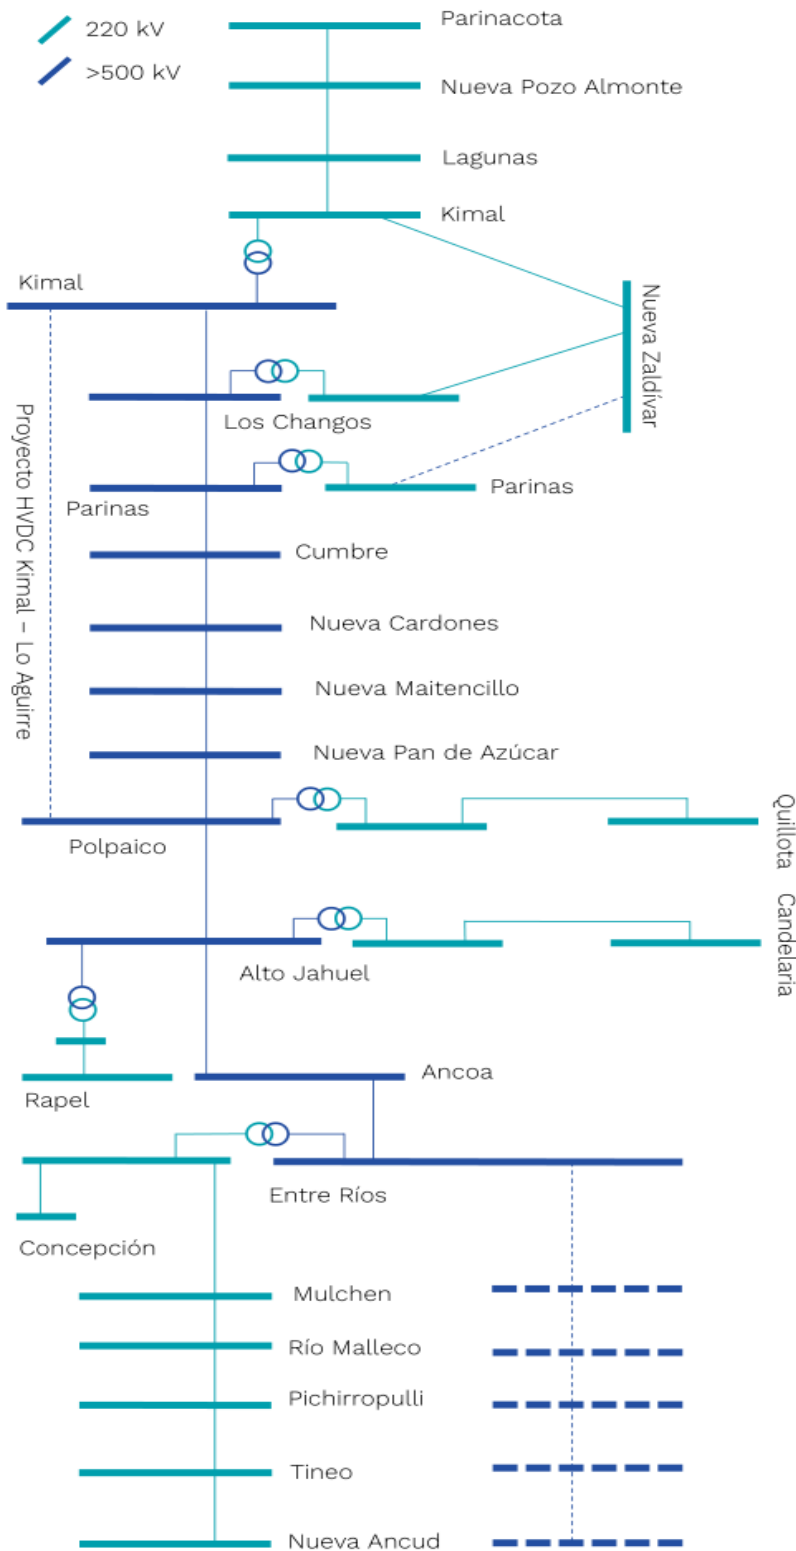 220 kV
>500 kV
Parinacota
Nueva Pozo Almonte
Lagunas
Kimal
Kimal
Nueva Zaldívar
Los Changos
Proyecto HVDC Kimal – Lo Aguirre
Parinas
Parinas
Cumbre
Nueva Cardones
Nueva Maitencillo
Nueva Pan de Azúcar
Quillota
Polpaico
Candelaria
Alto Jahuel
Ancoa
Rapel
Entre Ríos
Concepción
Mulchen
Río Malleco
Pichirropulli
Tineo
Nueva Ancud